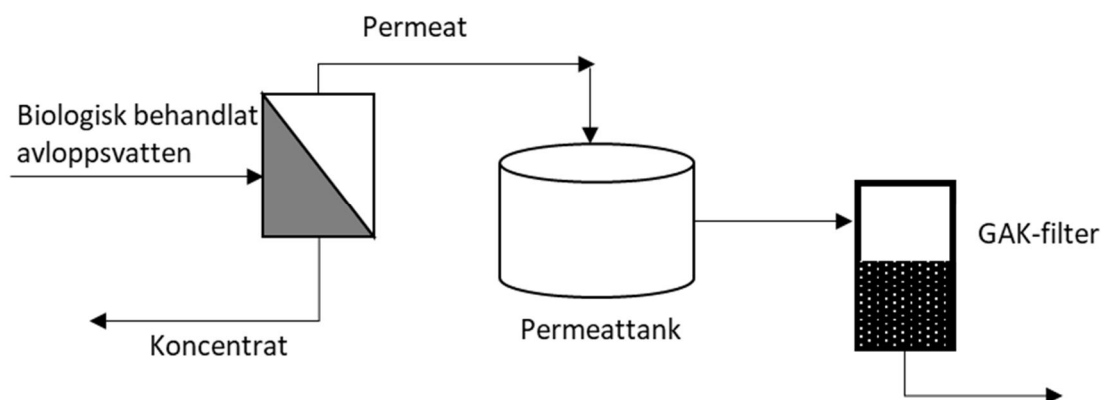 Permeat
Biologisk behandlat
avloppsvatten
GAK-filter
Permeattank
Koncentrat